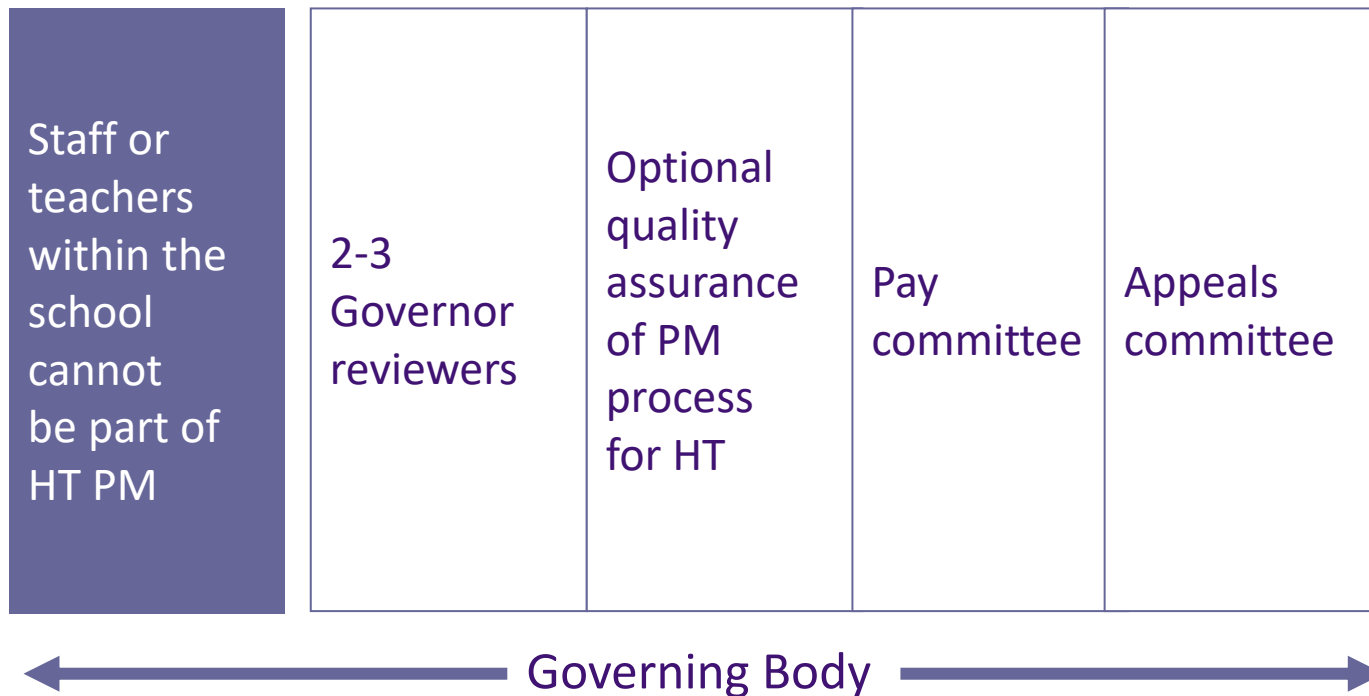 Staff or
teachers
within the
school
cannot
be part of
HT PM
2-3
Governor
reviewers
Optional
quality
assurance
of PM
process
for HT
Pay
committee
Appeals
committee
Governing Body